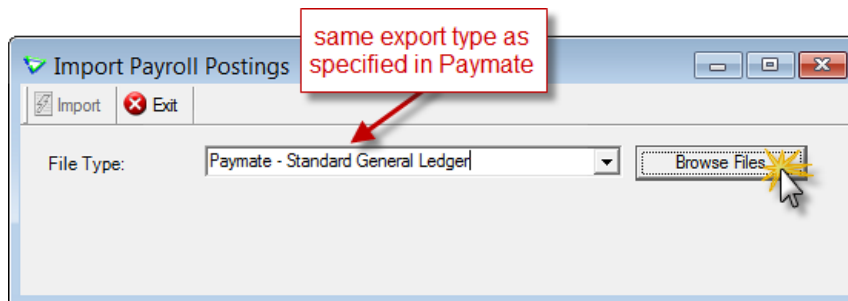 same export type as
specified in Paymate
Import Payroll Postings
Import Exit
File Type: Paymate - Standard General Ledger Browse Files